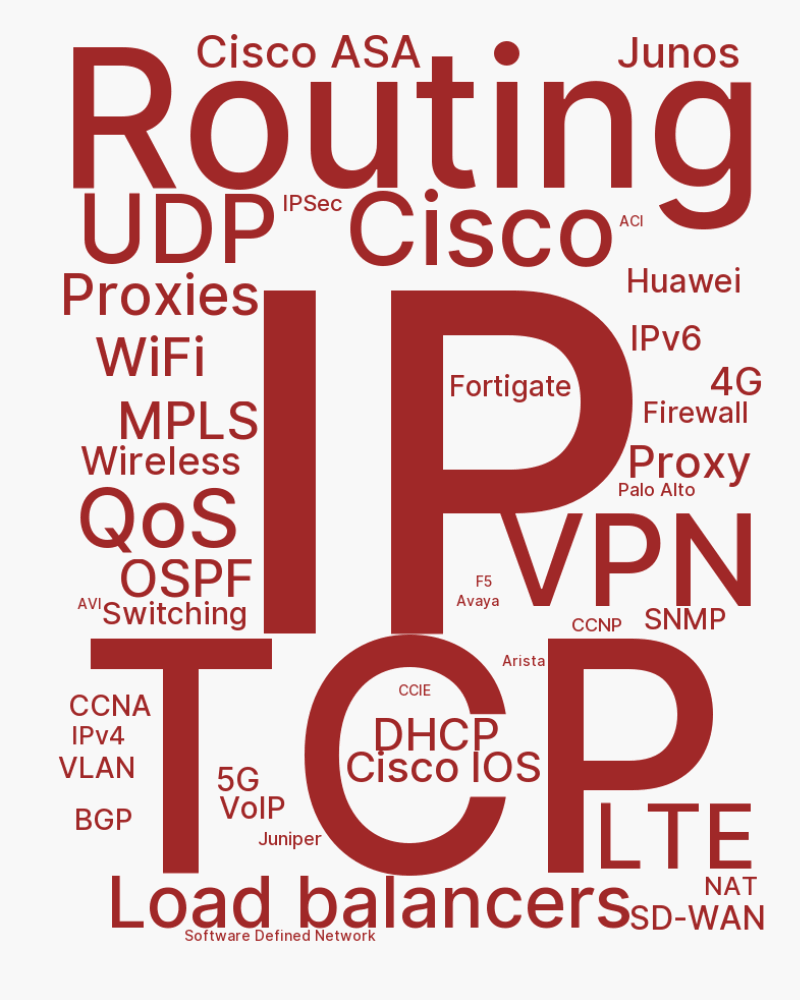 Cisco ASA
Junos
Routing
UDP
IPSec
Cisco
ACI
Proxies
Huawei
IP
WiFi
IPv6
Fortigate
4G
MPLS
Firewall
Wireless
Proxy
Palo Alto
QoS
VPN
OSPF
F5
AVI
Switching
Avaya
CCNP
SNMP
TCP
Arista
CCIE
CCNA
IPv4
DHCP
VLAN
Cisco IOS
5G
VoIP
BGP
Juniper
LTE
Load balancers
NAT
SD-WAN
Software Defined Network